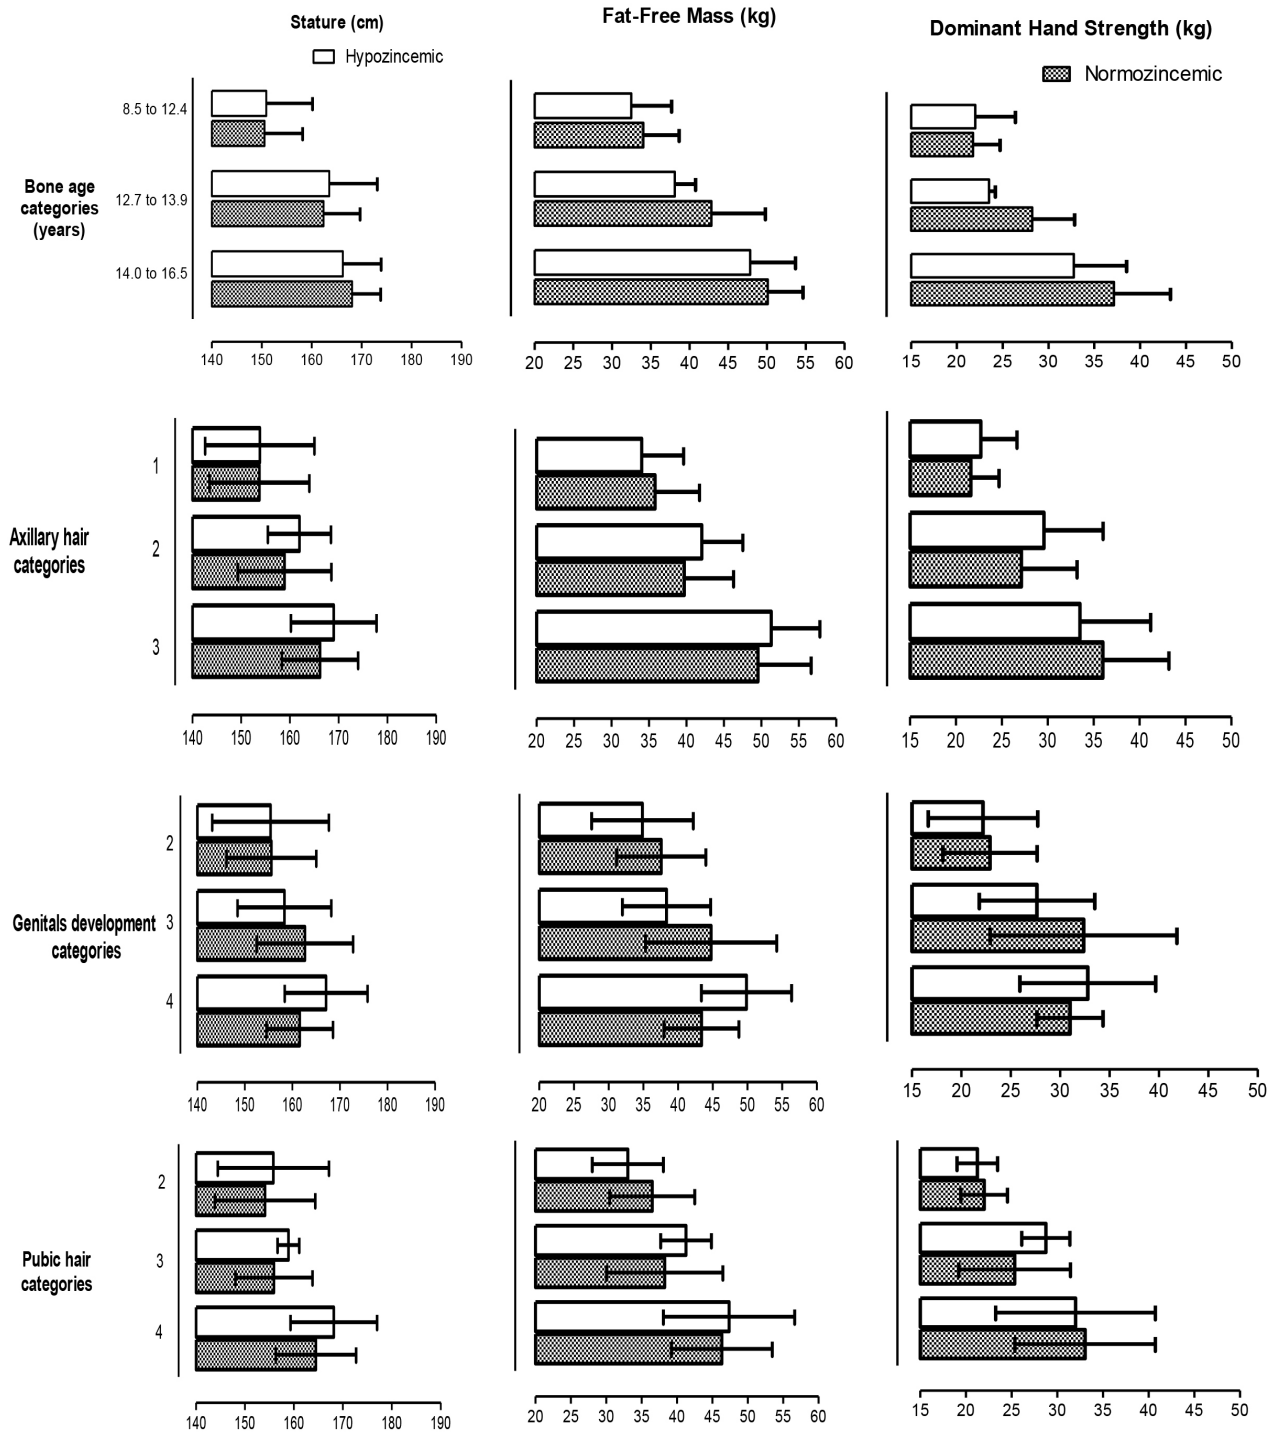 Stature (cm)
Fat-Free Mass (kg)
Dominant Hand Strength (kg)
Hypozincemic
Normozincemic
Bone age
categories
(years)
8.5 to 12.4
12.7 to 13.9
14.0 to 16.5
140 150 160 170 180 190
20 25 30 35 40 45 50 55 60
15 20 25 30 35 40 45 50
Axillary hair
categories
1
2
3
140 150 160 170 180 190
20 25 30 35 40 45 50 55 60
15 20 25 30 35 40 45 50
Genitals development
categories
2
3
4
140 150 160 170 180 190
20 25 30 35 40 45 50 55 60
15 20 25 30 35 40 45 50
Pubic hair
categories
2
3
4
140 150 160 170 180 190
20 25 30 35 40 45 50 55 60
15 20 25 30 35 40 45 50